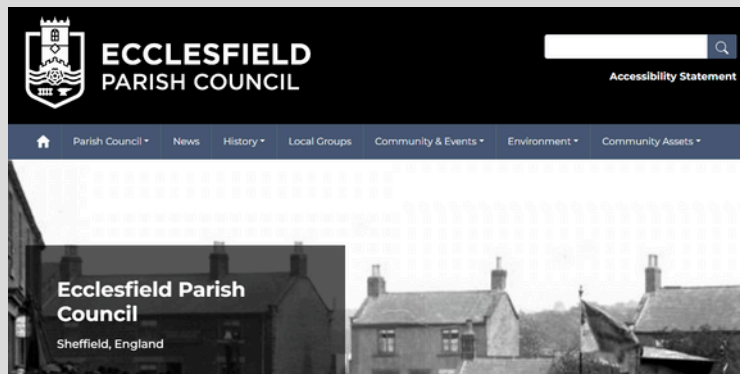 ECCLESFIELD
PARISH COUNCIL
Accessibility Statement
Parish Council News History Local Groups Community & Events Environment Community Assets
Ecclesfield Parish
Council
Sheffield, England